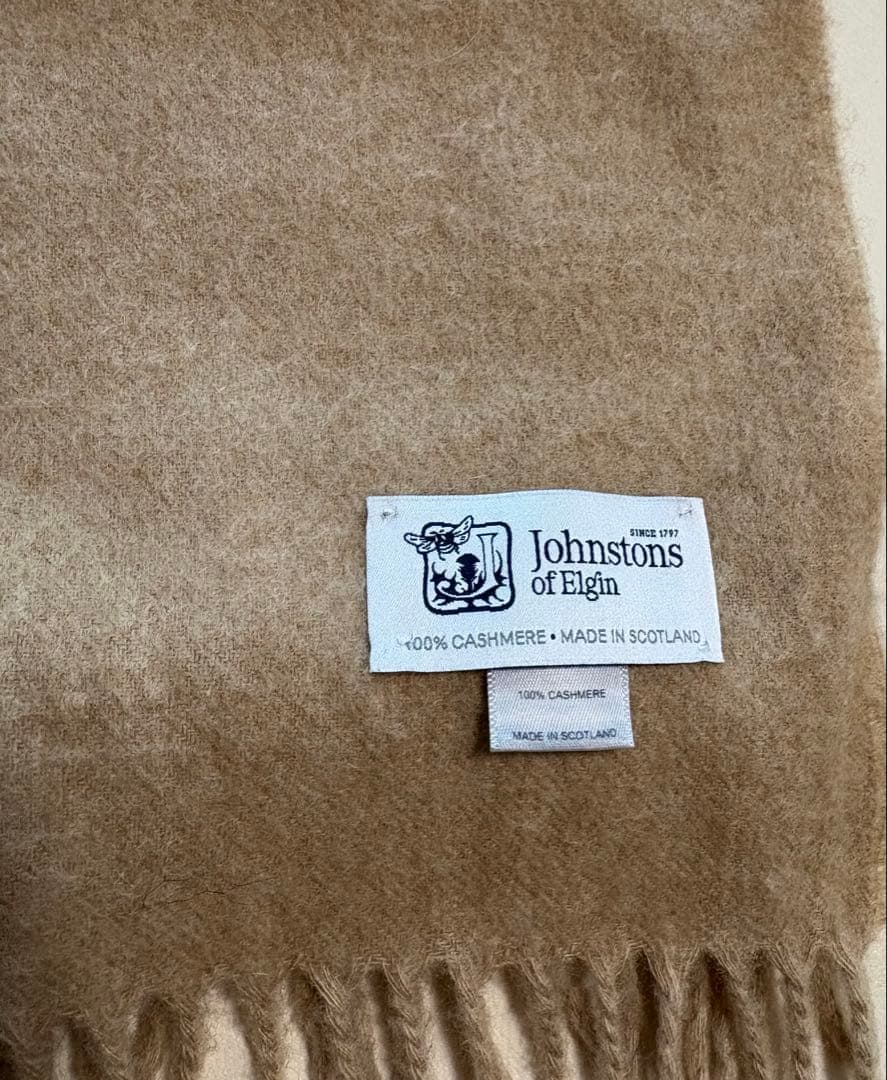 SINCE 1797
Johnstons
of Elgin
100% CASHMERE • MADE IN SCOTLAND
100% CASHMERE
MADE IN SCOTLAND